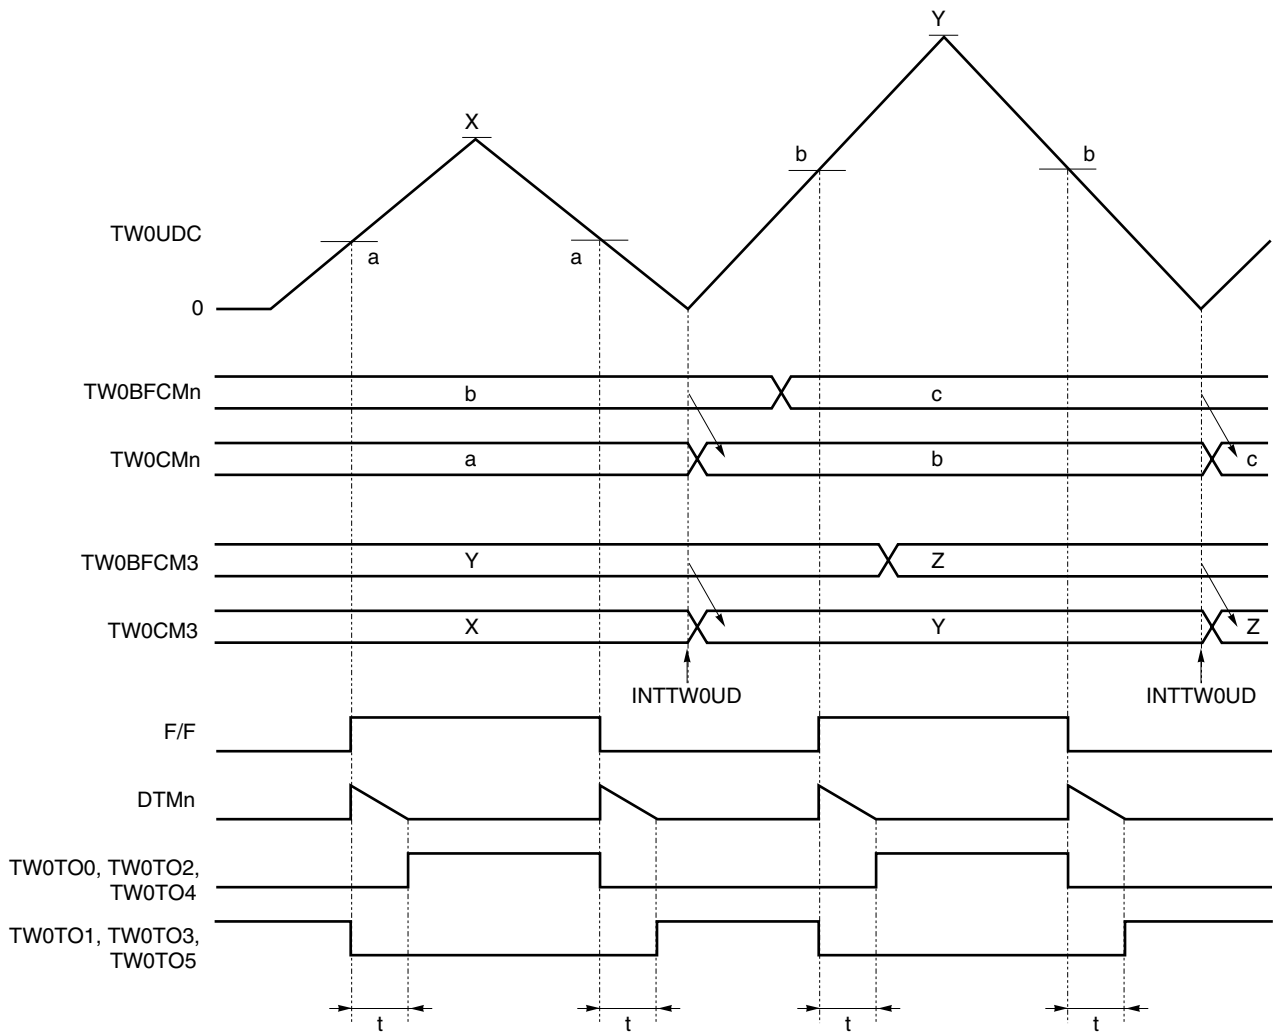 Y
X
b b
TW0UDC
a a
0
TW0BFCMn b c
TW0CMn a b c
TW0BFCM3 Y Z
TW0CM3 X Y Z
INTTW0UD INTTW0UD
F/F
DTMn
TW0TO0, TW0TO2,
TW0TO4
TW0TO1, TW0TO3,
TW0TO5
t t t t